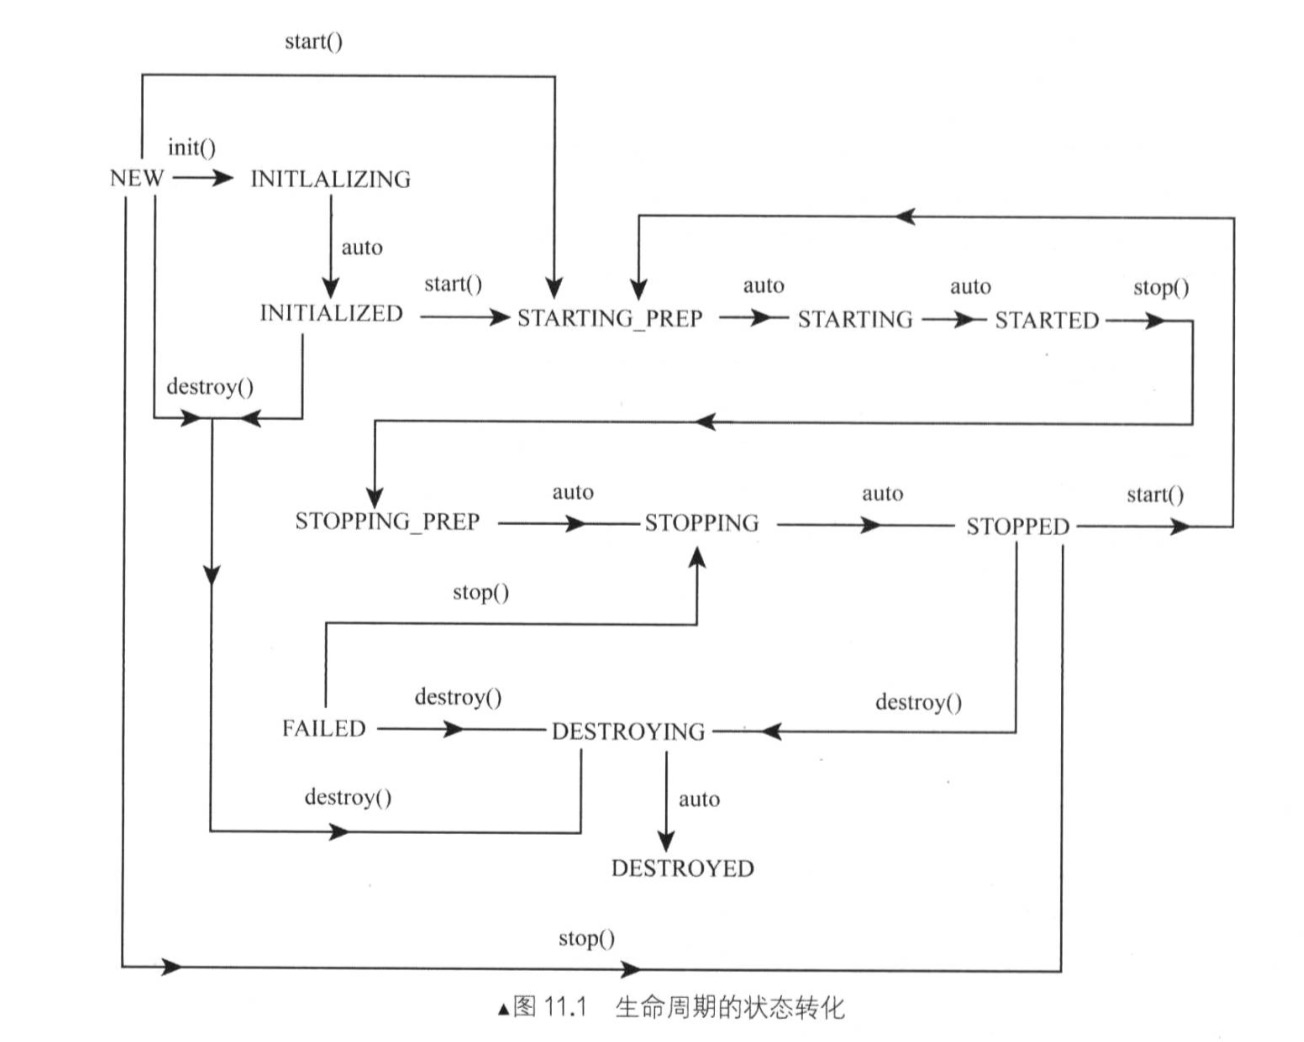 start()
init()
NEW
INITLALIZING
auto
INITIALIZED
start()
STARTING_PREP
auto
STARTING
auto
STARTED
stop()
destroy()
STOPPING_PREP
auto
STOPPING
auto
STOPPED
start()
stop()
FAILED
destroy()
DESTROYING
destroy()
destroy()
auto
DESTROYED
stop()
▲图 11.1 生命周期的状态转化